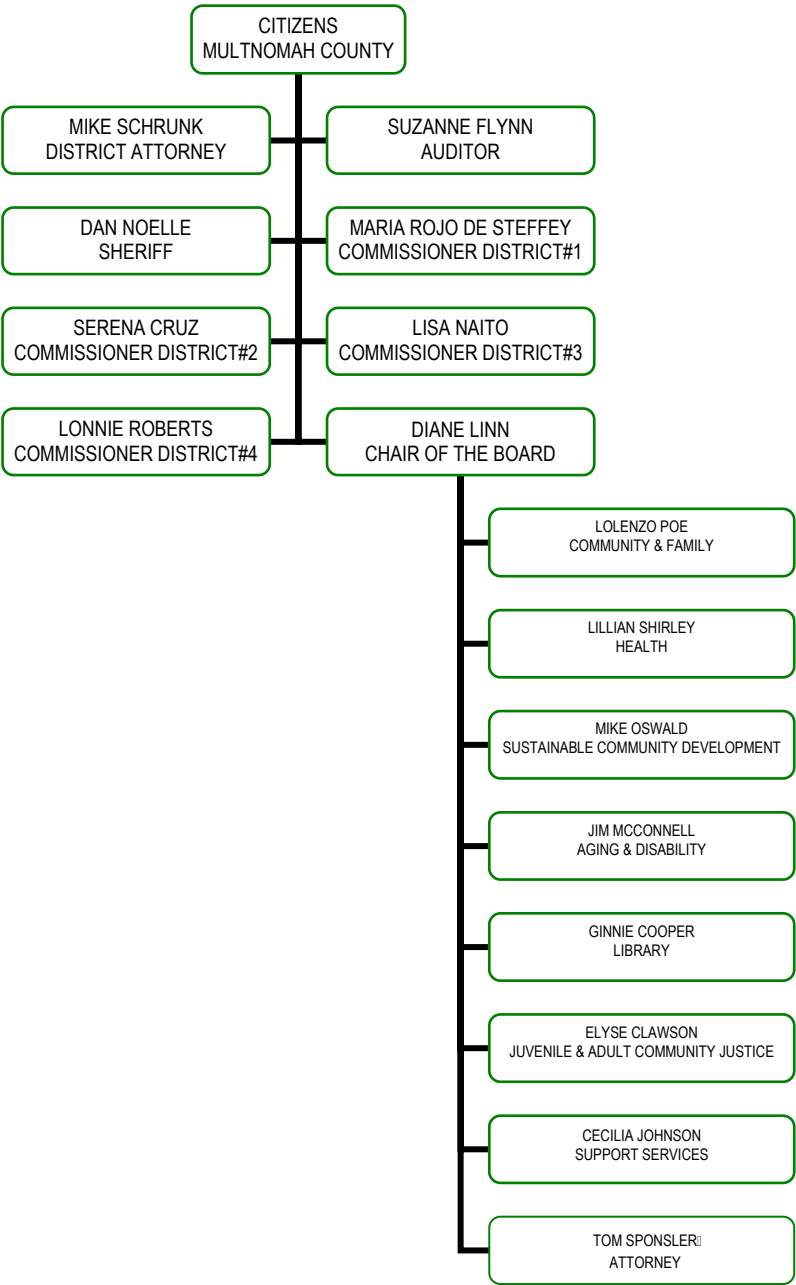 CITIZENS
MULTNOMAH COUNTY
MIKE SCHRUNK
DISTRICT ATTORNEY
SUZANNE FLYNN
AUDITOR
DAN NOELLE
SHERIFF
MARIA ROJO DE STEFFEY
COMMISSIONER DISTRICT#1
SERENA CRUZ
COMMISSIONER DISTRICT#2
LISA NAITO
COMMISSIONER DISTRICT#3
LONNIE ROBERTS
COMMISSIONER DISTRICT#4
DIANE LINN
CHAIR OF THE BOARD
LOLENZO POE
COMMUNITY & FAMILY
LILLIAN SHIRLEY
HEALTH
MIKE OSWALD
SUSTAINABLE COMMUNITY DEVELOPMENT
JIM MCCONNELL
AGING & DISABILITY
GINNIE COOPER
LIBRARY
ELYSE CLAWSON
JUVENILE & ADULT COMMUNITY JUSTICE
CECILIA JOHNSON
SUPPORT SERVICES
TOM SPONSLER
ATTORNEY